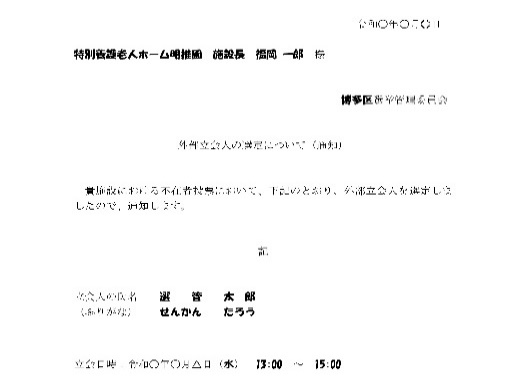 令和〇年〇月〇日
特別養護老人ホーム明推園　施設長　福岡 一郎　様
博多区選挙管理委員会
外部立会人の選定について（通知）
貴施設における不在者投票において、下記のとおり、外部立会人を選定しま
したので、通知します。
記
立会人の氏名　選　管　太　郎
（ふりがな）　せんかん　たろう
立会日時　令和〇年〇月△日（水）　13:00　～　15:00